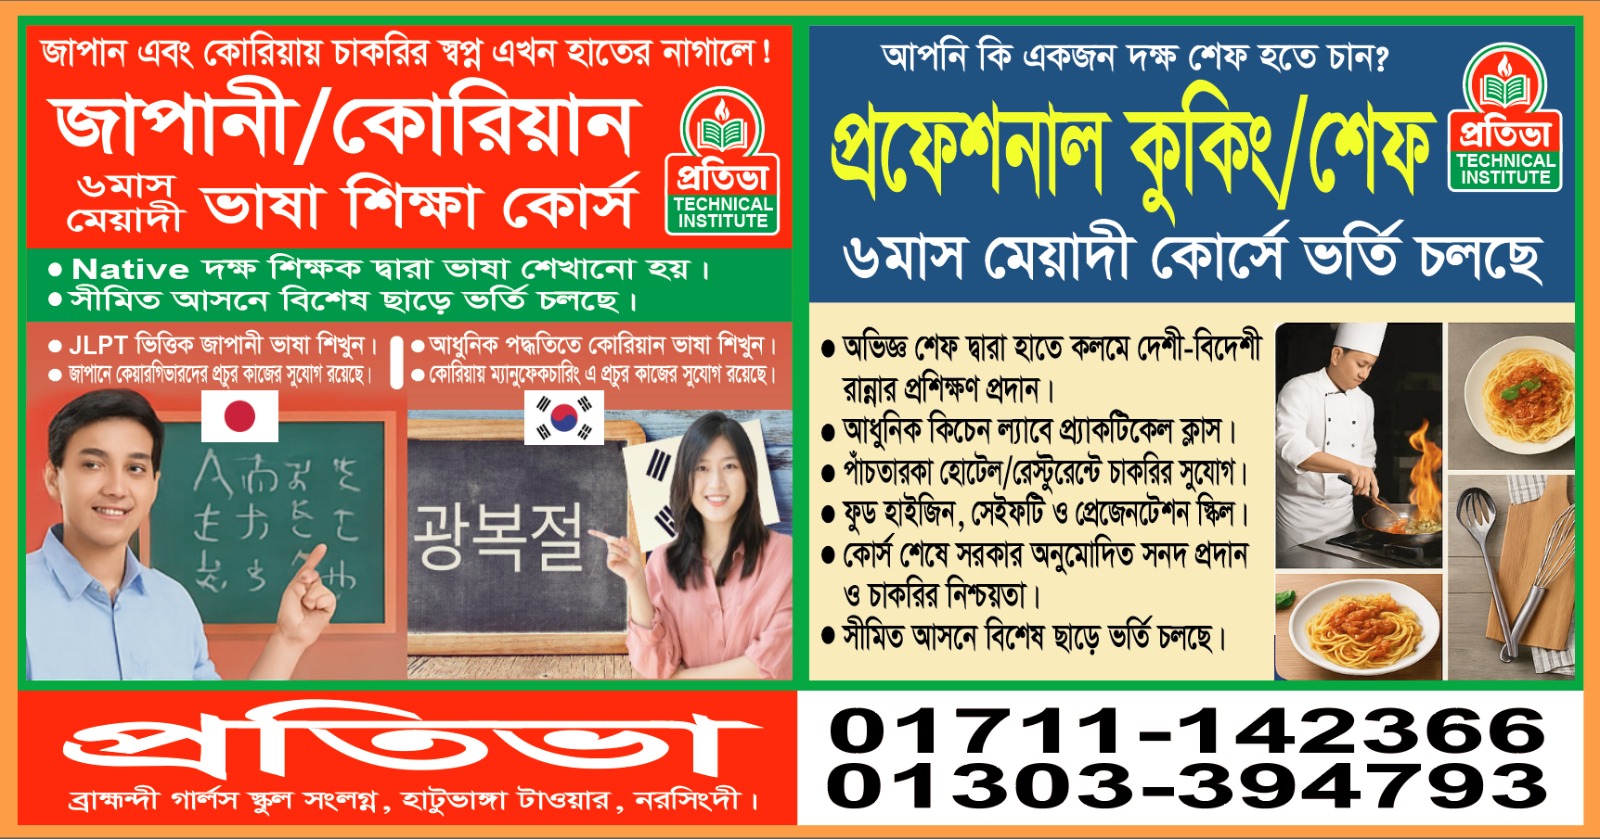 জাপান এবং কোরিয়ায় চাকরির স্বপ্ন এখন হাতের নাগালে!
জাপানী/কোরিয়ান
৬মাস
মেয়াদী
ভাষা শিক্ষা কোর্স
প্রতিভা
TECHNICAL
INSTITUTE
• Native দক্ষ শিক্ষক দ্বারা ভাষা শেখানো হয়।
• সীমিত আসনে বিশেষ ছাড়ে ভর্তি চলছে।
• JLPT ভিত্তিক জাপানী ভাষা শিখুন।
• জাপানে কেয়ারগিভারদের প্রচুর কাজের সুযোগ রয়েছে।
• আধুনিক পদ্ধতিতে কোরিয়ান ভাষা শিখুন।
• কোরিয়ায় ম্যানুফেকচারিং এ প্রচুর কাজের সুযোগ রয়েছে।
광복절
আপনি কি একজন দক্ষ শেফ হতে চান?
প্রফেশনাল কুকিং/শেফ
প্রতিভা
TECHNICAL
INSTITUTE
৬মাস মেয়াদী কোর্সে ভর্তি চলছে
• অভিজ্ঞ শেফ দ্বারা হাতে কলমে দেশী-বিদেশী
রান্নার প্রশিক্ষণ প্রদান।
• আধুনিক কিচেন ল্যাবে প্র্যাকটিকেল ক্লাস।
• পাঁচতারকা হোটেল/রেস্টুরেন্টে চাকরির সুযোগ।
• ফুড হাইজিন, সেইফটি ও প্রেজেনটেশন স্কিল।
• কোর্স শেষে সরকার অনুমোদিত সনদ প্রদান
ও চাকরির নিশ্চয়তা।
• সীমিত আসনে বিশেষ ছাড়ে ভর্তি চলছে।
প্রতিভা
ব্রাহ্মন্দী গার্লস স্কুল সংলগ্ন, হাটুভাঙ্গা টাওয়ার, নরসিংদী।
01711-142366
01303-394793